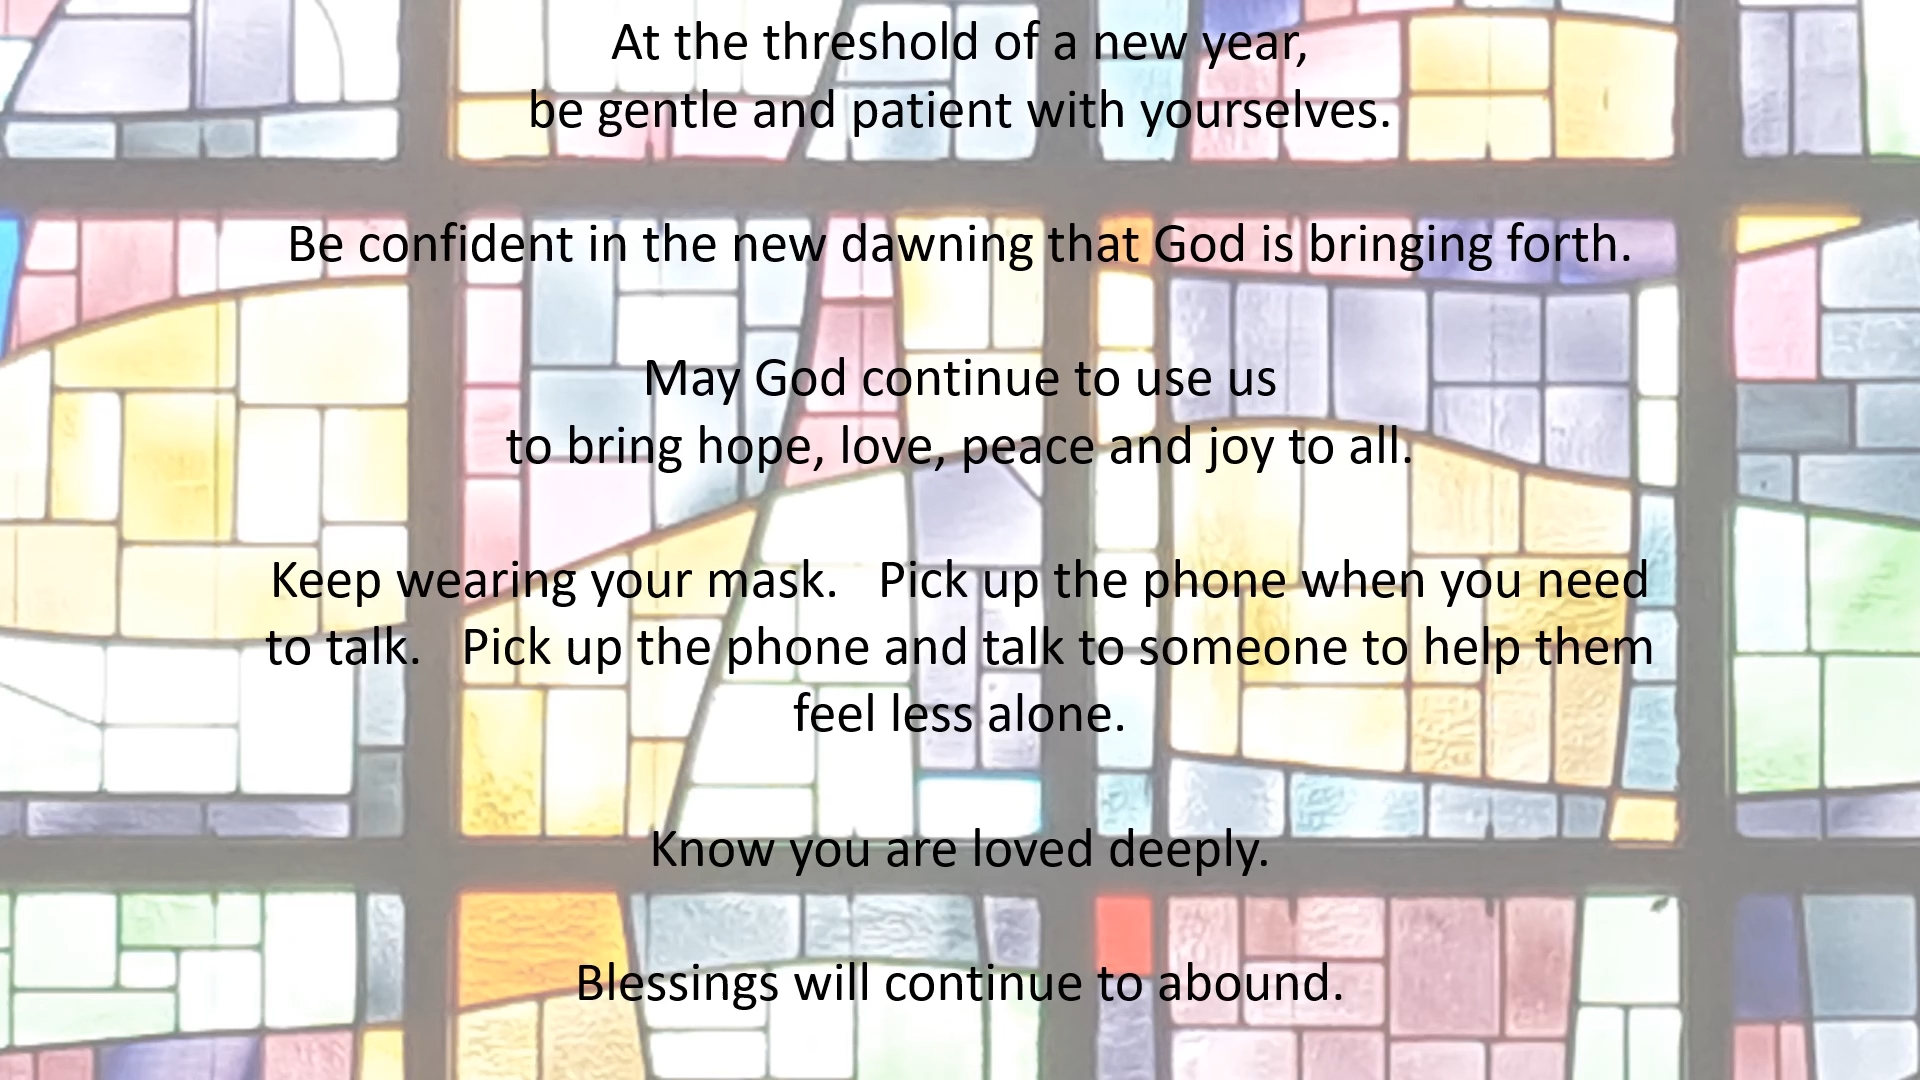 At the threshold of a new year,
be gentle and patient with yourselves.
Be confident in the new dawning that God is bringing forth.
May God continue to use us
to bring hope, love, peace and joy to all.
Keep wearing your mask.   Pick up the phone when you need
to talk.   Pick up the phone and talk to someone to help them
feel less alone.
Know you are loved deeply.
Blessings will continue to abound.